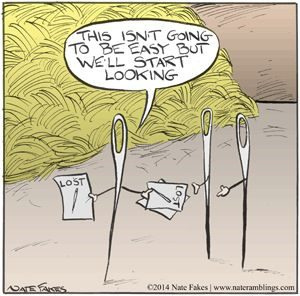 THIS ISN'T GOING
TO BE EASY BUT
WE'LL START
LOOKING
LOST
LOST
NATE FAKES
©2014 Nate Fakes | www.nateramblings.com